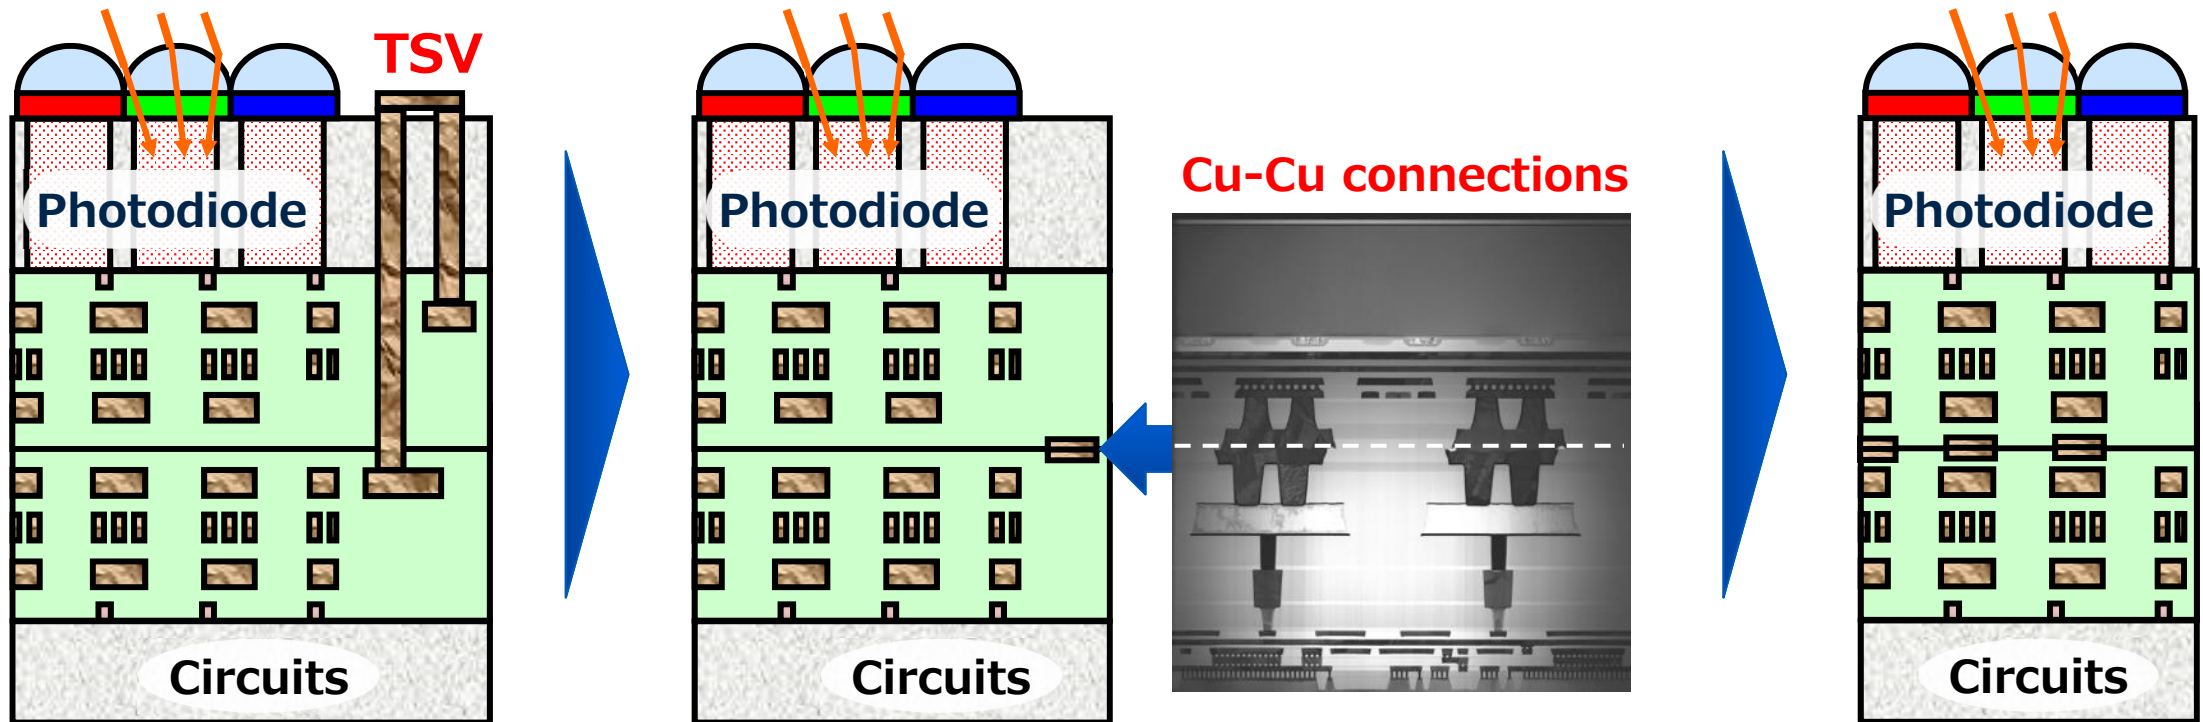 TSV
Photodiode
Circuits
Photodiode
Circuits
Cu-Cu connections
Photodiode
Circuits